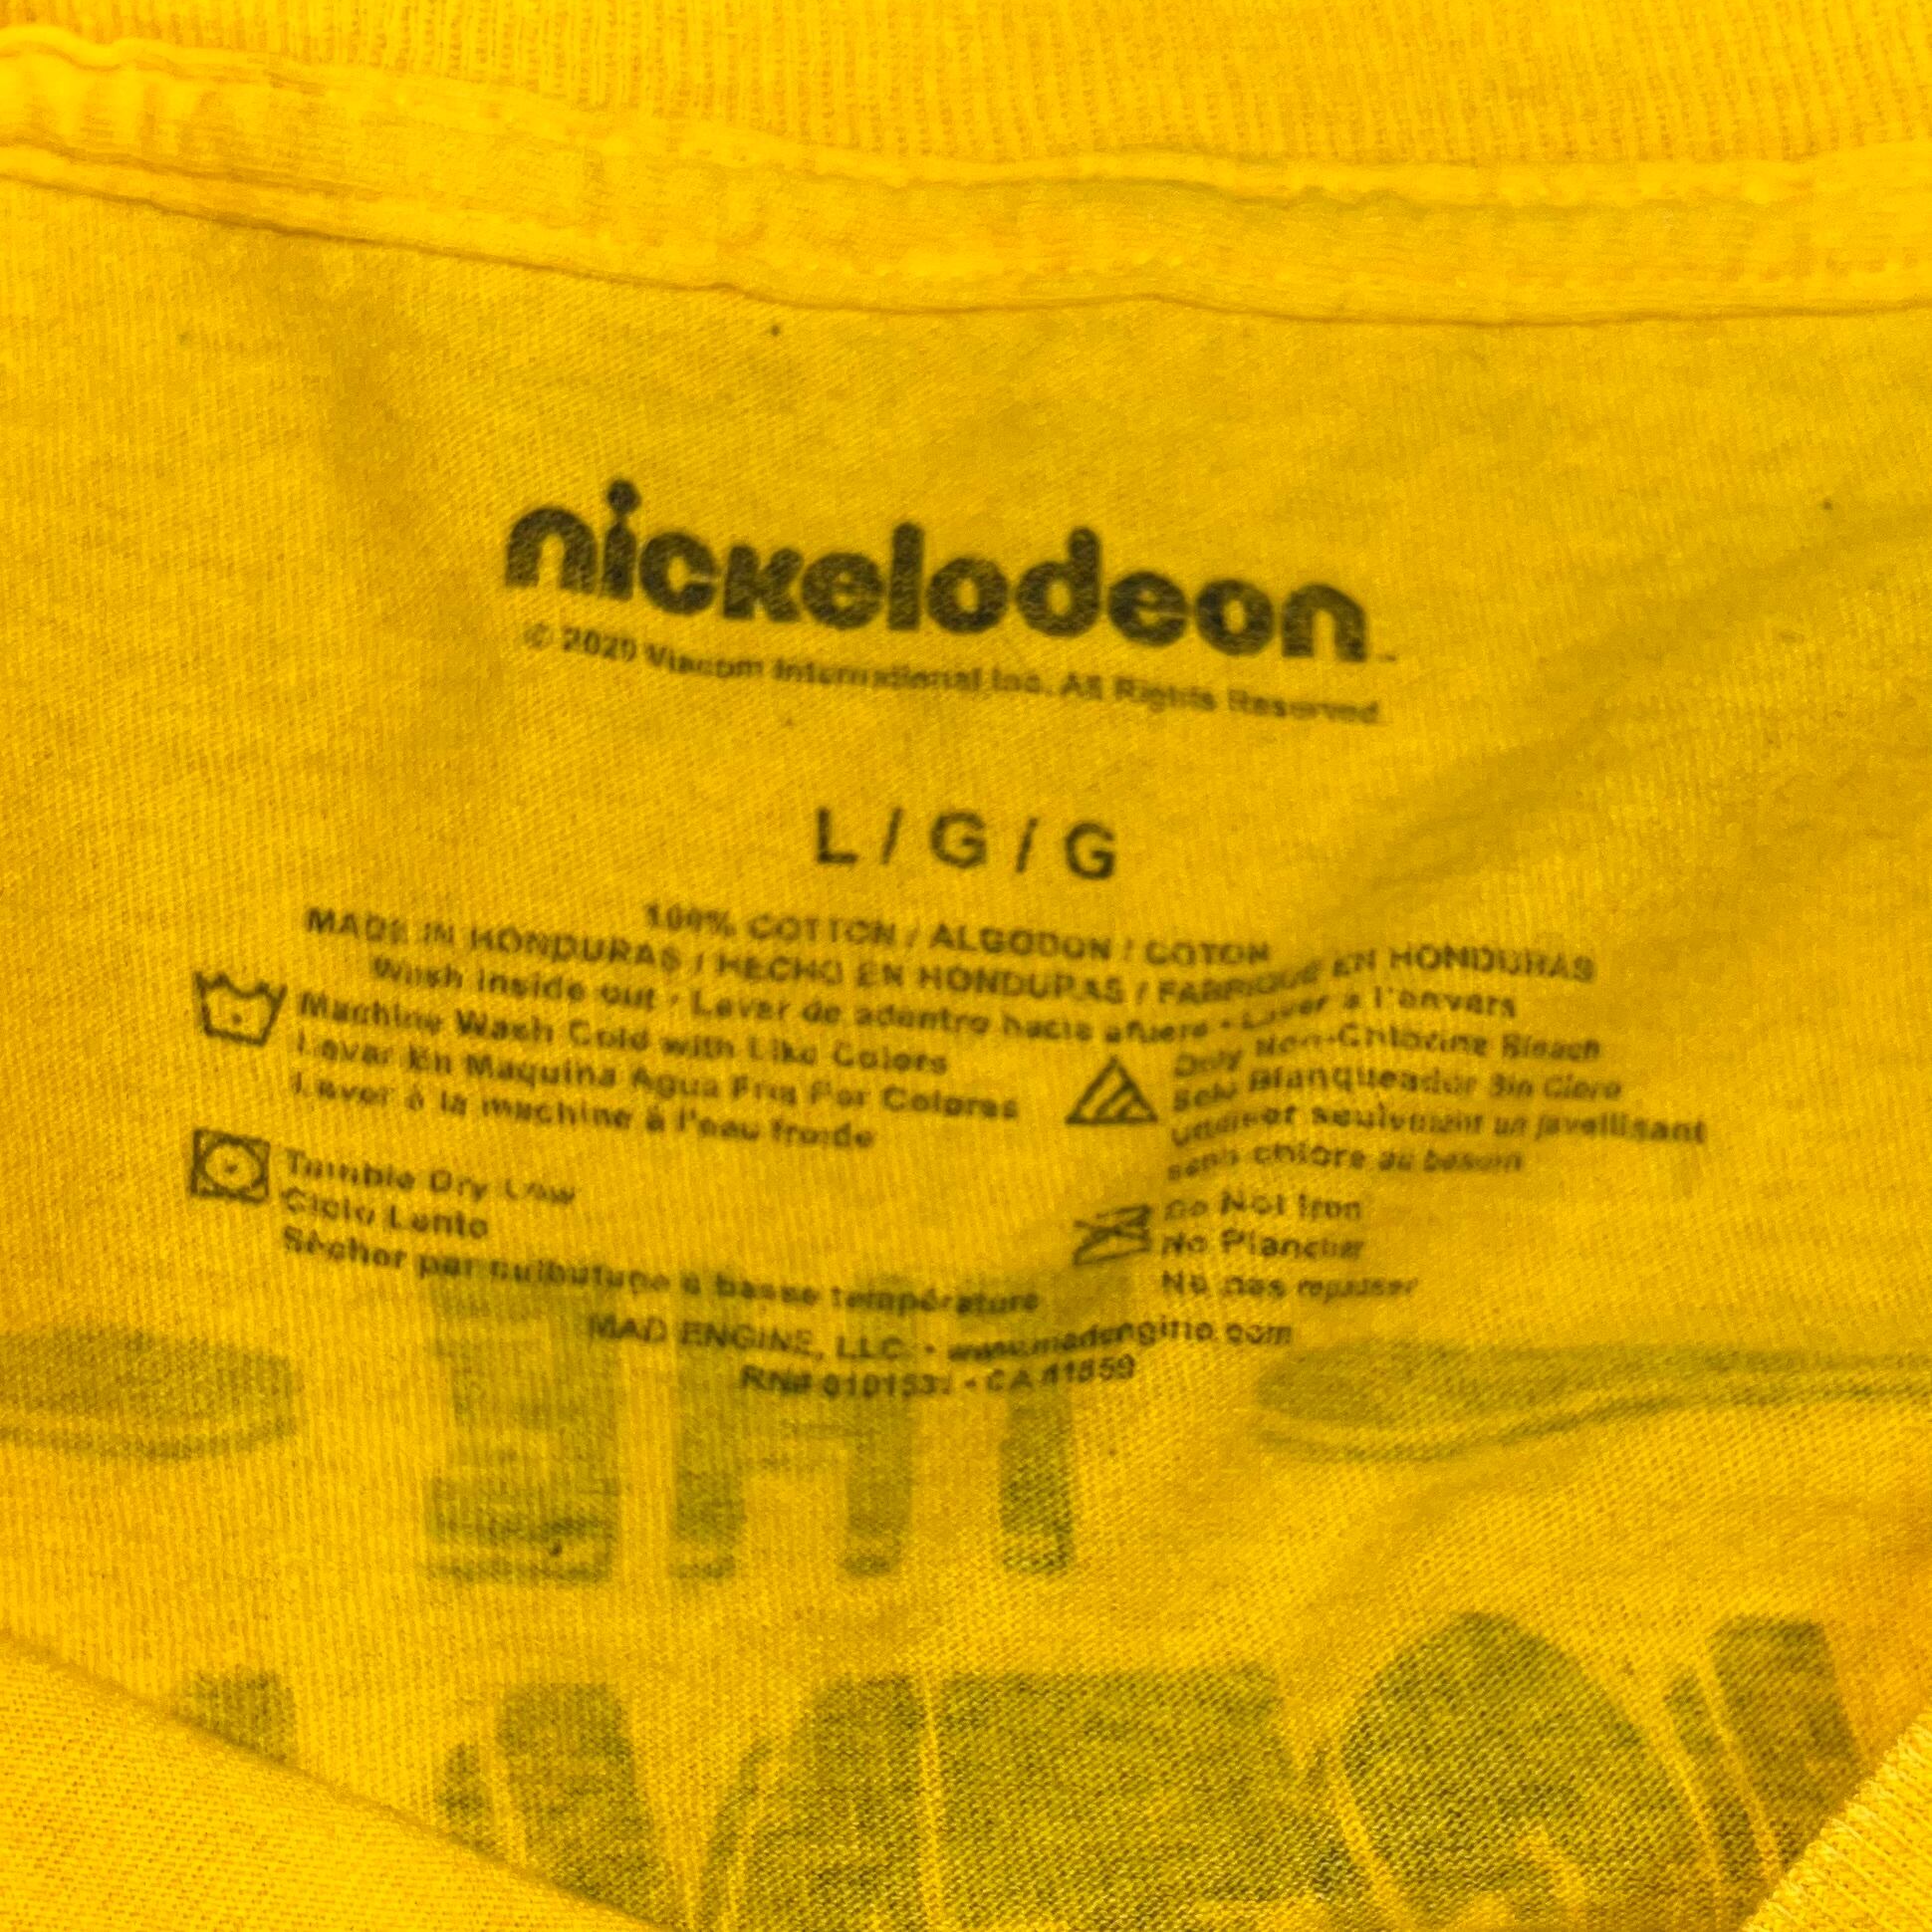 nickelodeon™
© 2020 Viacom International Inc. All Rights Reserved.
L / G / G
100% COTTON / ALGODON / COTON
MADE IN HONDURAS / HECHO EN HONDURAS / FABRIQUE EN HONDURAS
Wash inside out • Lavar de adentro hacia afuera • Laver à l'envers
Machine Wash Cold with Like Colors
Lavar En Maquina Agua Fria Por Colores
Laver à la machine à l'eau froide
Only Non-Chlorine Bleach
Solo Blanqueador Sin Cloro
Utiliser seulement un javellisant
sans chlore au besoin
Tumble Dry Low
Ciclo Lento
Sécher par culbutage à basse température
Do Not Iron
No Planchar
Ne pas repasser
MAD ENGINE, LLC. • www.madengine.com
CA 41859